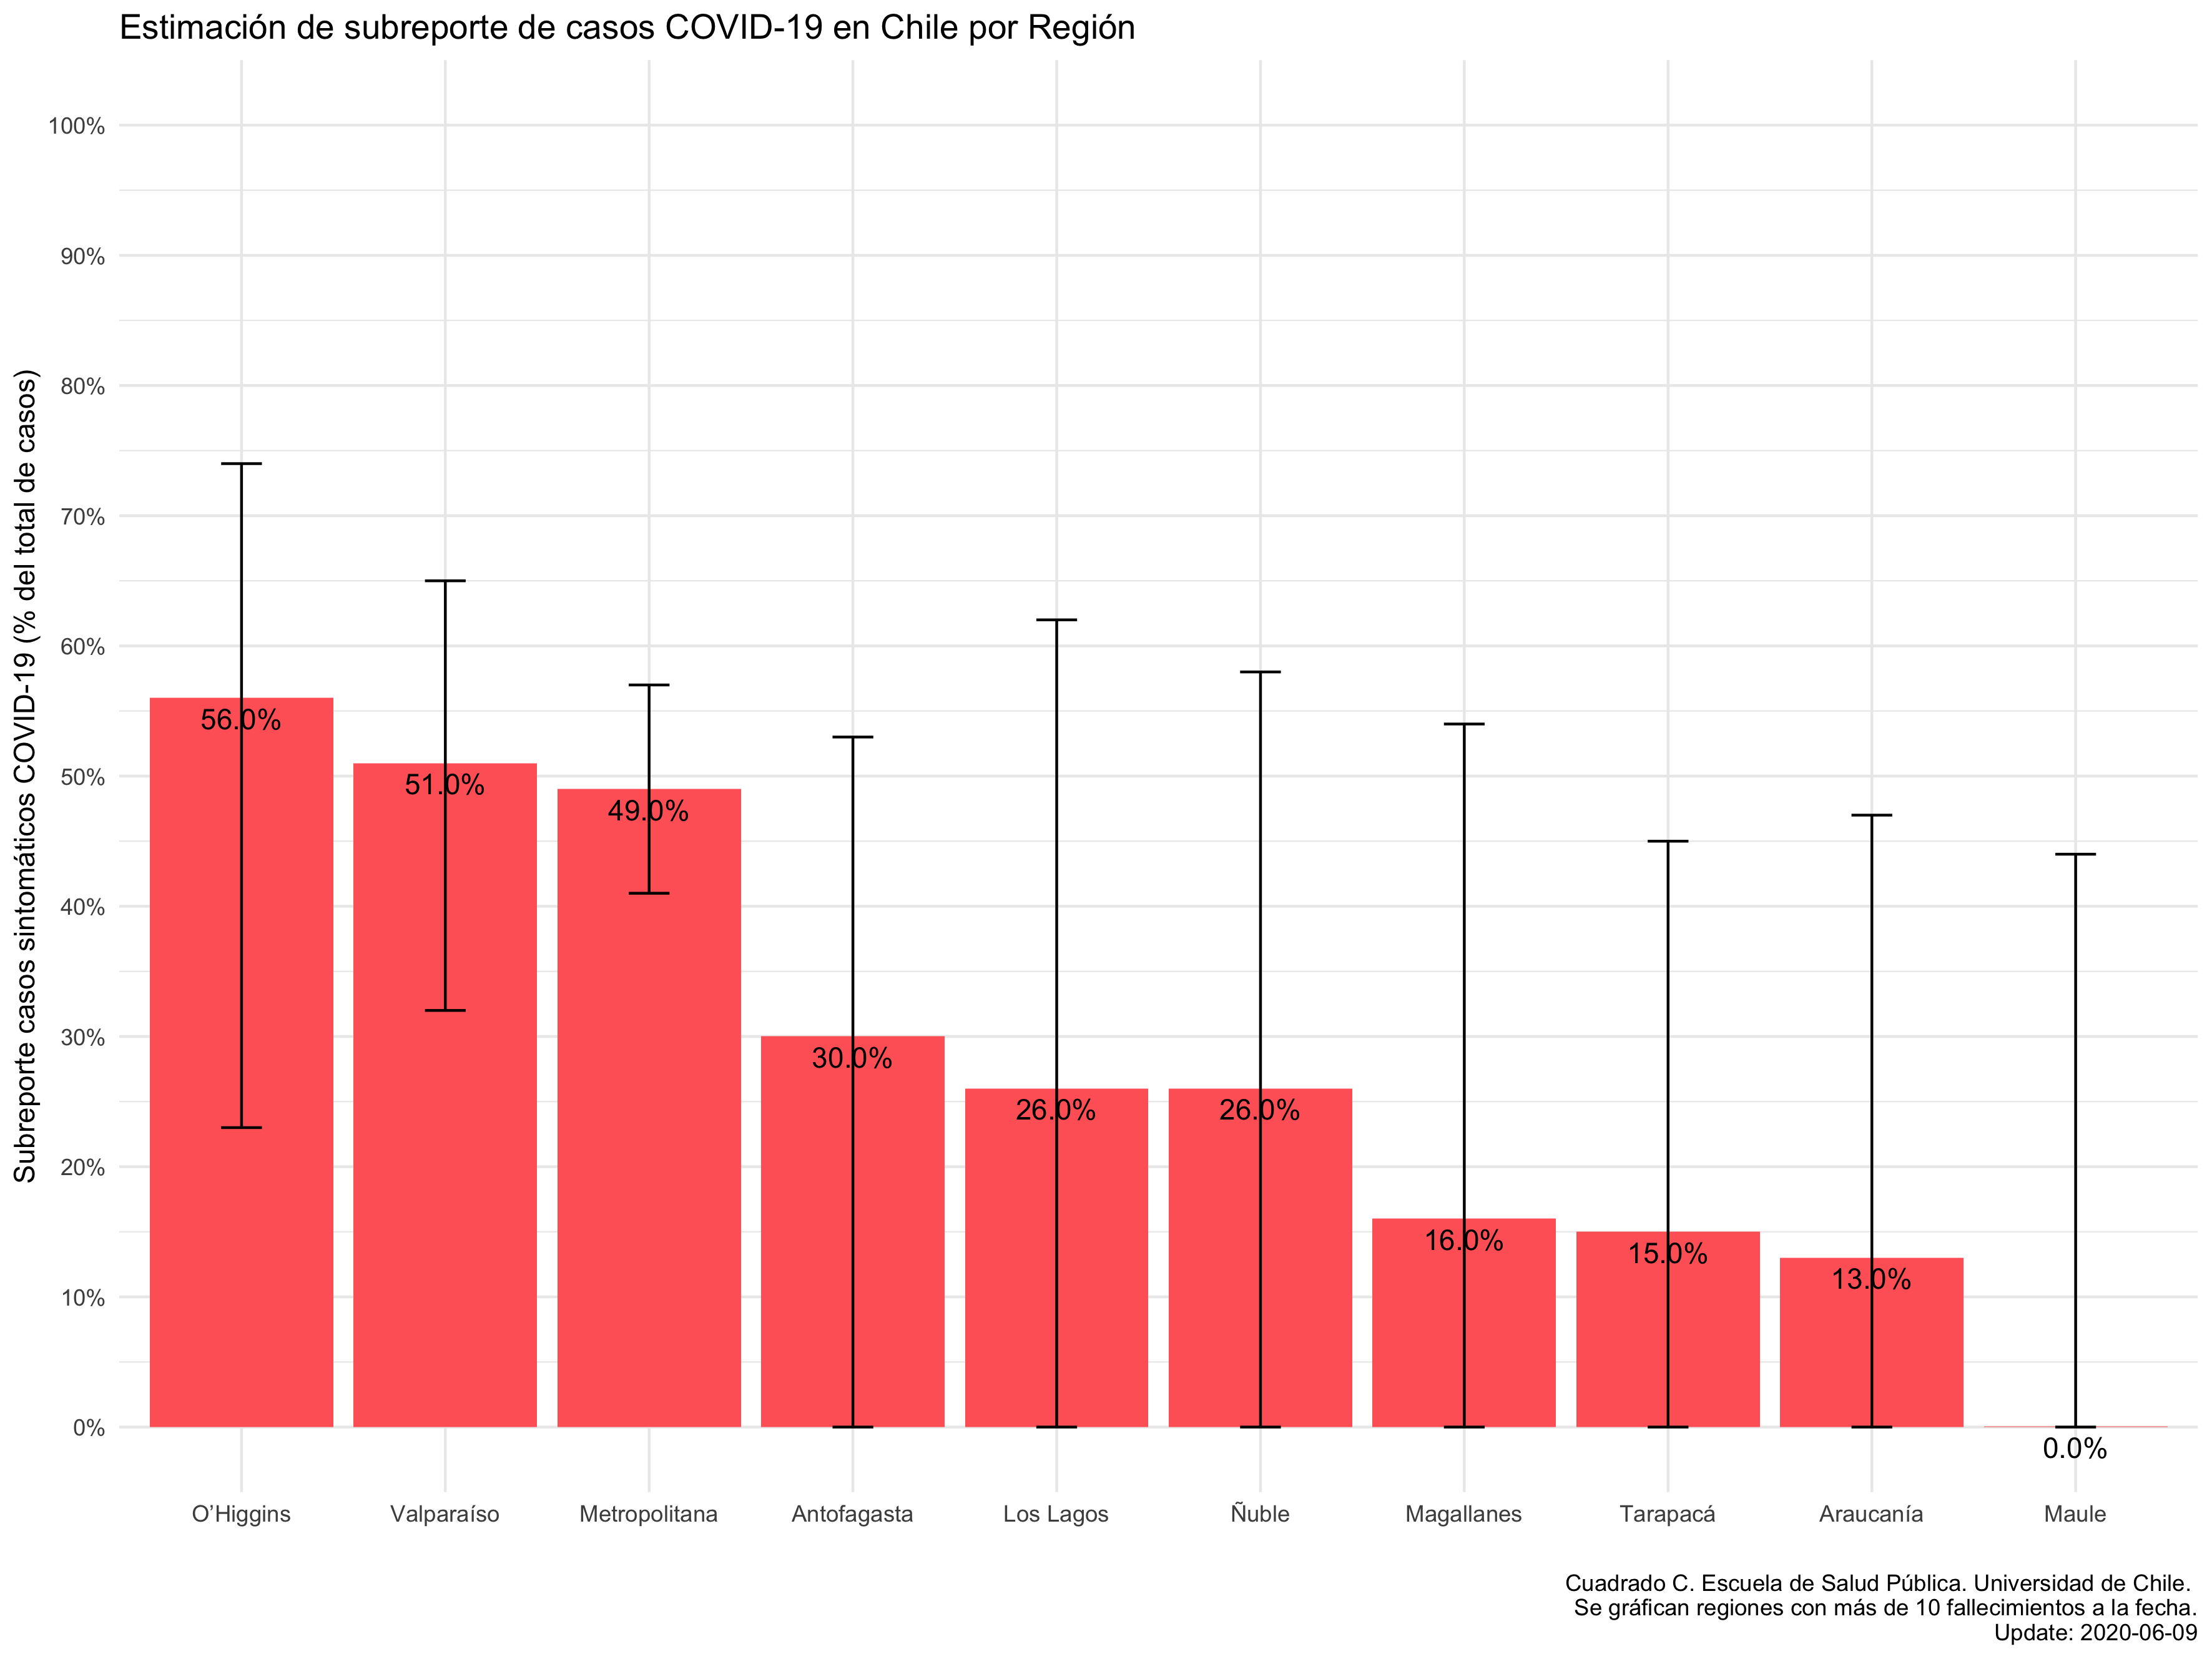 Estimación de subreporte de casos COVID-19 en Chile por Región
Subreporte casos sintomáticos COVID-19 (% del total de casos)
100%
90%
80%
70%
60%
50%
40%
30%
20%
10%
0%
56.0%
51.0%
49.0%
30.0%
26.0%
26.0%
16.0%
15.0%
13.0%
0.0%
O’Higgins
Valparaíso
Metropolitana
Antofagasta
Los Lagos
Ñuble
Magallanes
Tarapacá
Araucanía
Maule
Cuadrado C. Escuela de Salud Pública. Universidad de Chile.
Se gráfican regiones con más de 10 fallecimientos a la fecha.
Update: 2020-06-09